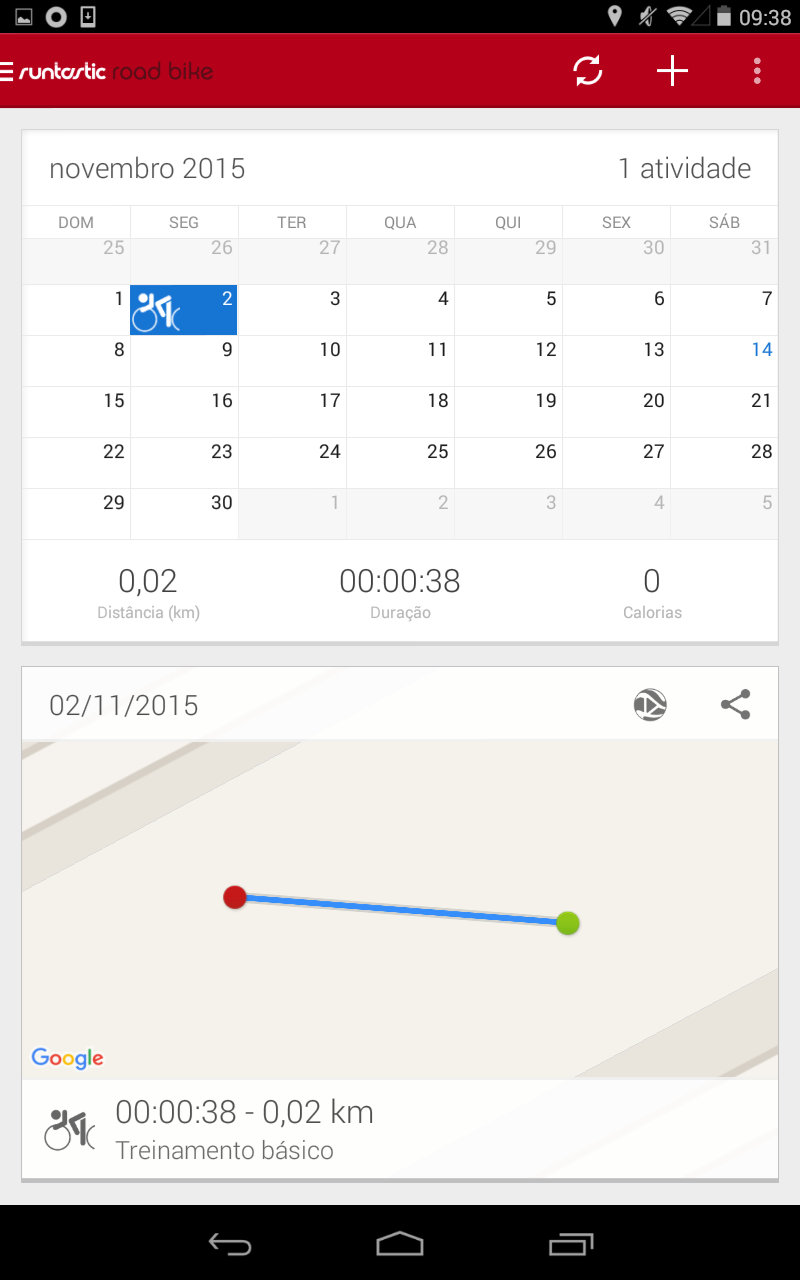 09:38
runtastic road bike
novembro 2015 1 atividade
DOM SEG TER QUA QUI SEX SÁB
25 26 27 28 29 30 31
1 2 3 4 5 6 7
8 9 10 11 12 13 14
15 16 17 18 19 20 21
22 23 24 25 26 27 28
29 30 1 2 3 4 5
0,02 00:00:38 0
Distância (km) Duração Calorias
02/11/2015
Google
00:00:38 - 0,02 km
Treinamento básico